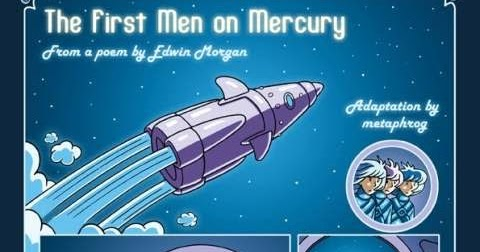 The First Men on Mercury
From a poem by Edwin Morgan
Adaptation by
metaphrog